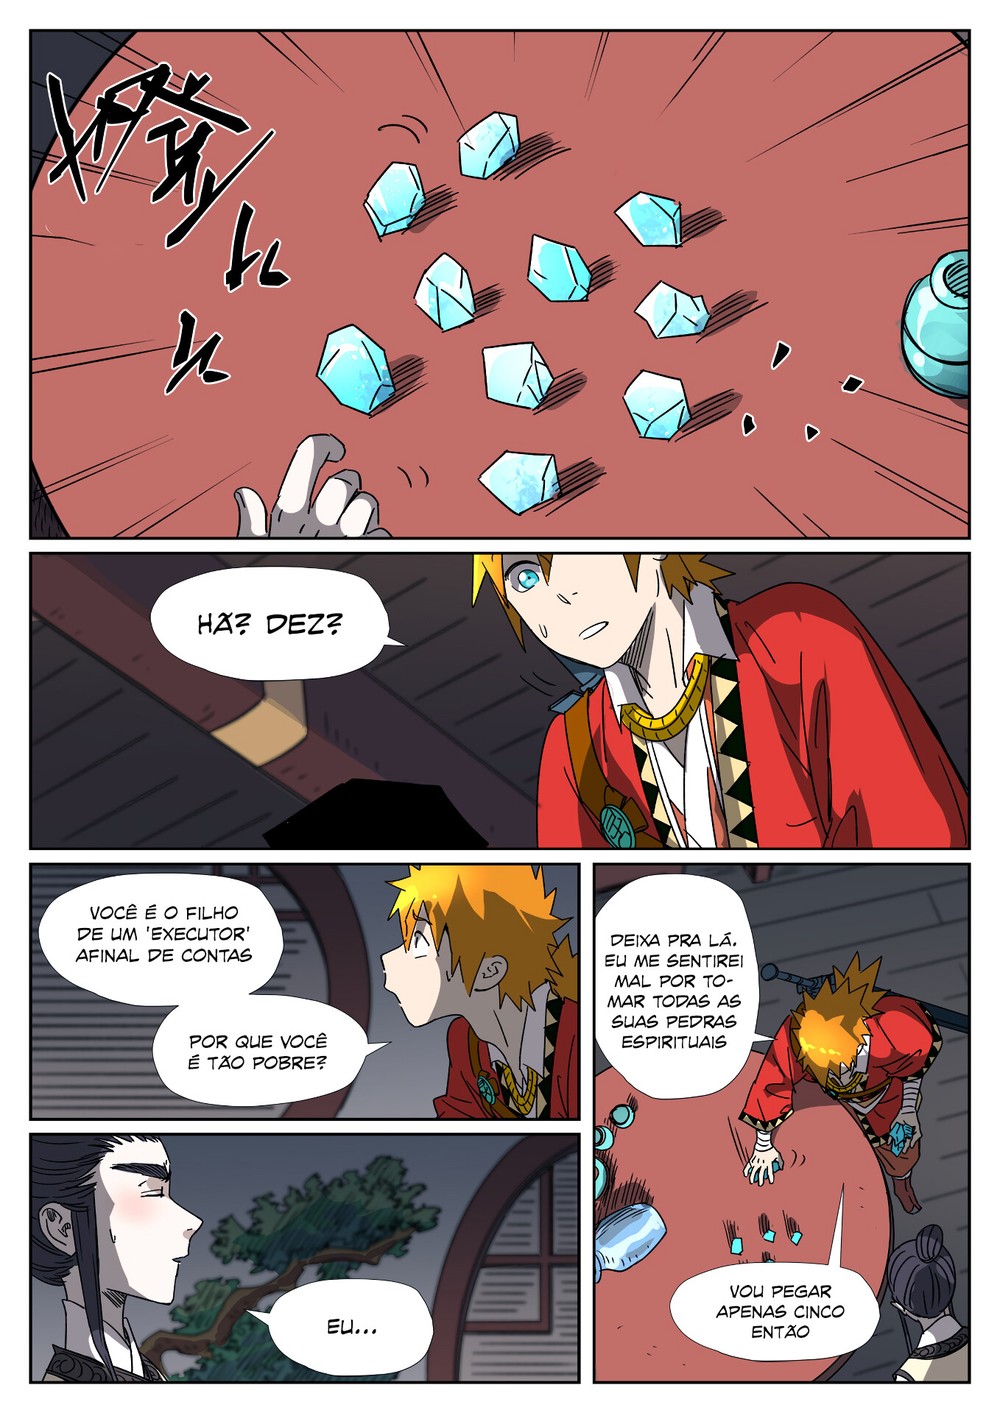 HÃ? DEZ?
VOCÊ É O FILHO
DE UM 'EXECUTOR'
AFINAL DE CONTAS
POR QUE VOCÊ
É TÃO POBRE?
EU...
DEIXA PRA LÁ.
EU ME SENTIREI
MAL POR TO-
MAR TODAS AS
SUAS PEDRAS
ESPIRITUAIS
VOU PEGAR
APENAS CINCO
ENTÃO